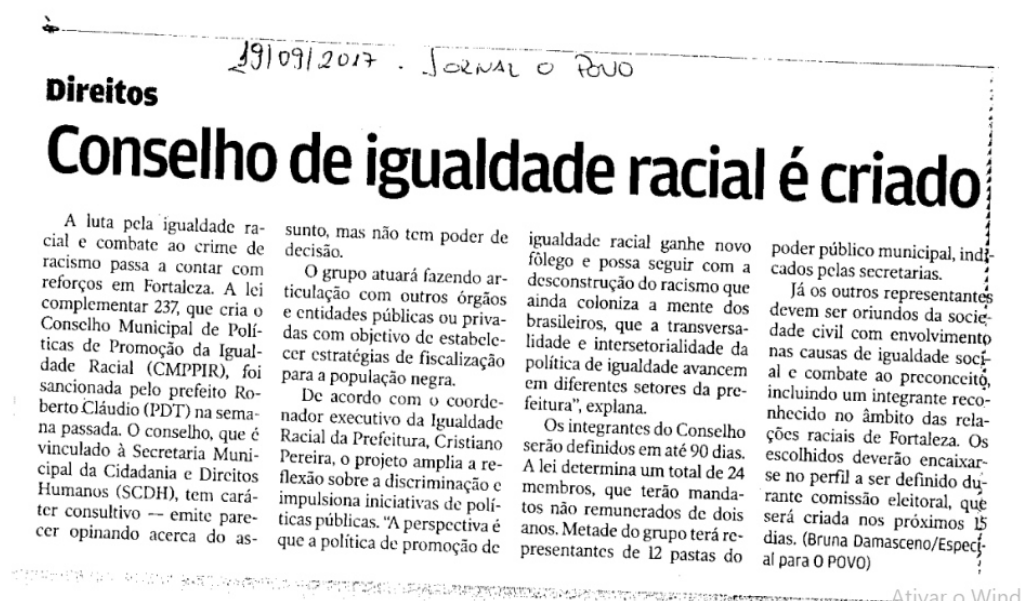 19/09/2017 . JORNAL O POVO
Direitos
Conselho de igualdade racial é criado
A luta pela igualdade ra-
cial e combate ao crime de
racismo passa a contar com
reforços em Fortaleza. A lei
complementar 237, que cria o
Conselho Municipal de Polí-
ticas de Promoção da Igual-
dade Racial (CMPPIR), foi
sancionada pelo prefeito Ro-
berto Cláudio (PDT) na sema-
na passada. O conselho, que é
vinculado à Secretaria Muni-
cipal da Cidadania e Direitos
Humanos (SCDH), tem cará-
ter consultivo — emite pare-
cer opinando acerca do as-
sunto, mas não tem poder de
decisão.
O grupo atuará fazendo ar-
ticulação com outros órgãos
e entidades públicas ou priva-
das com objetivo de estabele-
cer estratégias de fiscalização
para a população negra.
De acordo com o coorde-
nador executivo da Igualdade
Racial da Prefeitura, Cristiano
Pereira, o projeto amplia a re-
flexão sobre a discriminação e
impulsiona iniciativas de polí-
ticas públicas. “A perspectiva é
que a política de promoção de
igualdade racial ganhe novo
fôlego e possa seguir com a
desconstrução do racismo que
ainda coloniza a mente dos
brasileiros, que a transversa-
lidade e intersetorialidade da
política de igualdade avancem
em diferentes setores da pre-
feitura”, explana.
Os integrantes do Conselho
serão definidos em até 90 dias.
A lei determina um total de 24
membros, que terão manda-
tos não remunerados de dois
anos. Metade do grupo terá re-
presentantes de 12 pastas do
poder público municipal, indi-
cados pelas secretarias.
Já os outros representantes
devem ser oriundos da socie-
dade civil com envolvimento
nas causas de igualdade soci-
al e combate ao preconceito,
incluindo um integrante reco-
nhecido no âmbito das rela-
ções raciais de Fortaleza. Os
escolhidos deverão encaixar-
se no perfil a ser definido du-
rante comissão eleitoral, que
será criada nos próximos 15
dias. (Bruna Damasceno/Especi-
al para O POVO)
Ativar o Wind